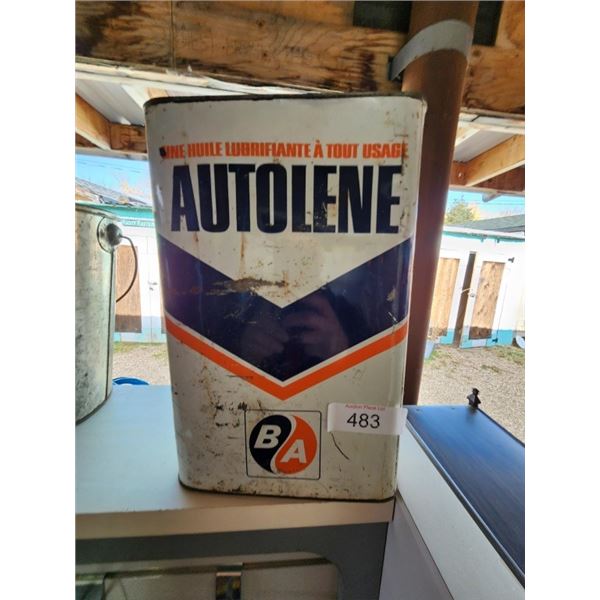 UNE HUILE LUBRIFIANTE À TOUT USAGE
AUTOLENE
BA
483